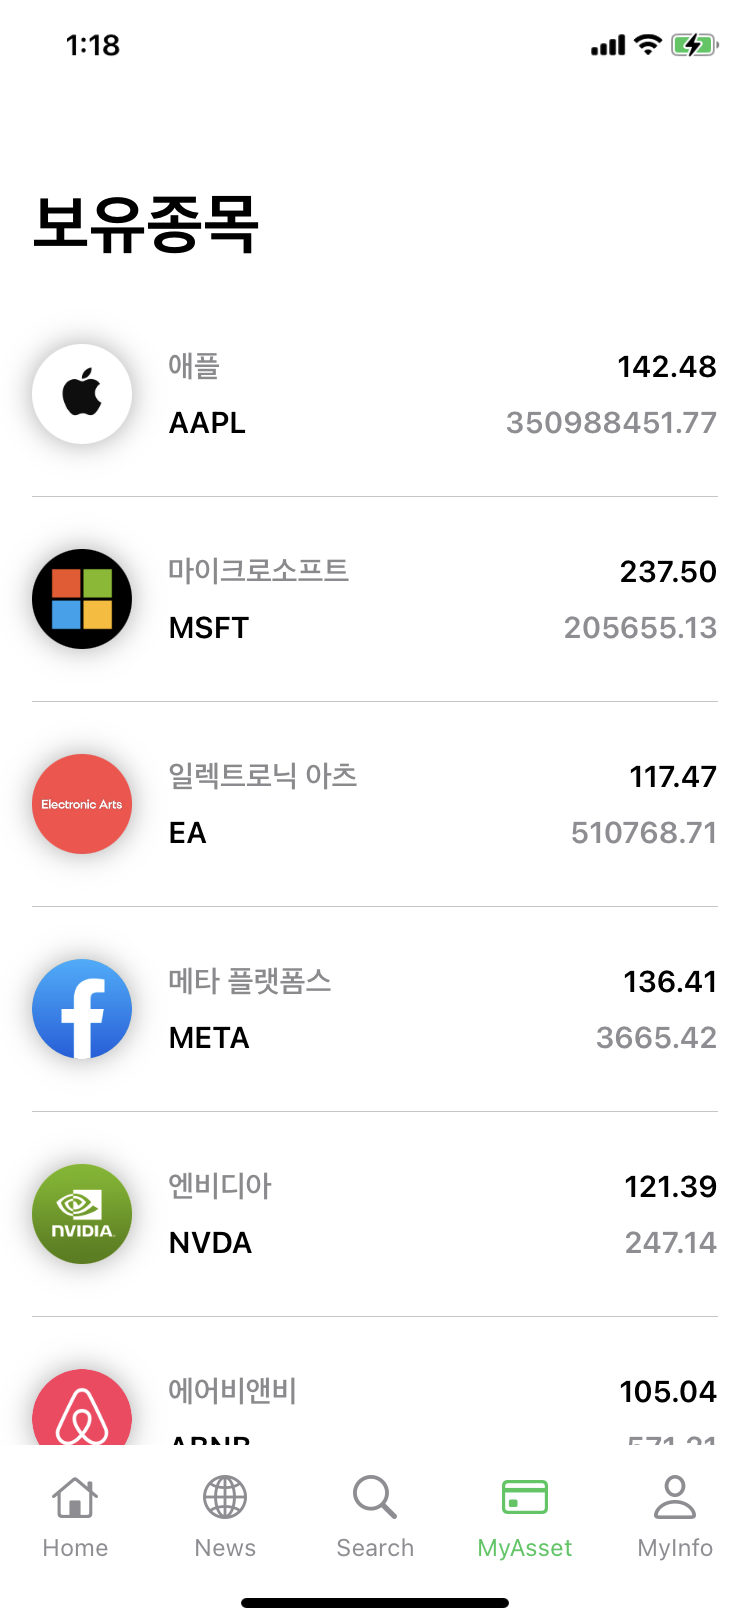 1:18
보유종목
애플
142.48
AAPL
350988451.77
마이크로소프트
237.50
MSFT
205655.13
Electronic Arts
일렉트로닉 아츠
117.47
EA
510768.71
메타 플랫폼스
136.41
META
3665.42
엔비디아
121.39
NVIDIA
NVDA
247.14
에어비앤비
105.04
ABNB
Home
News
Search
MyAsset
MyInfo